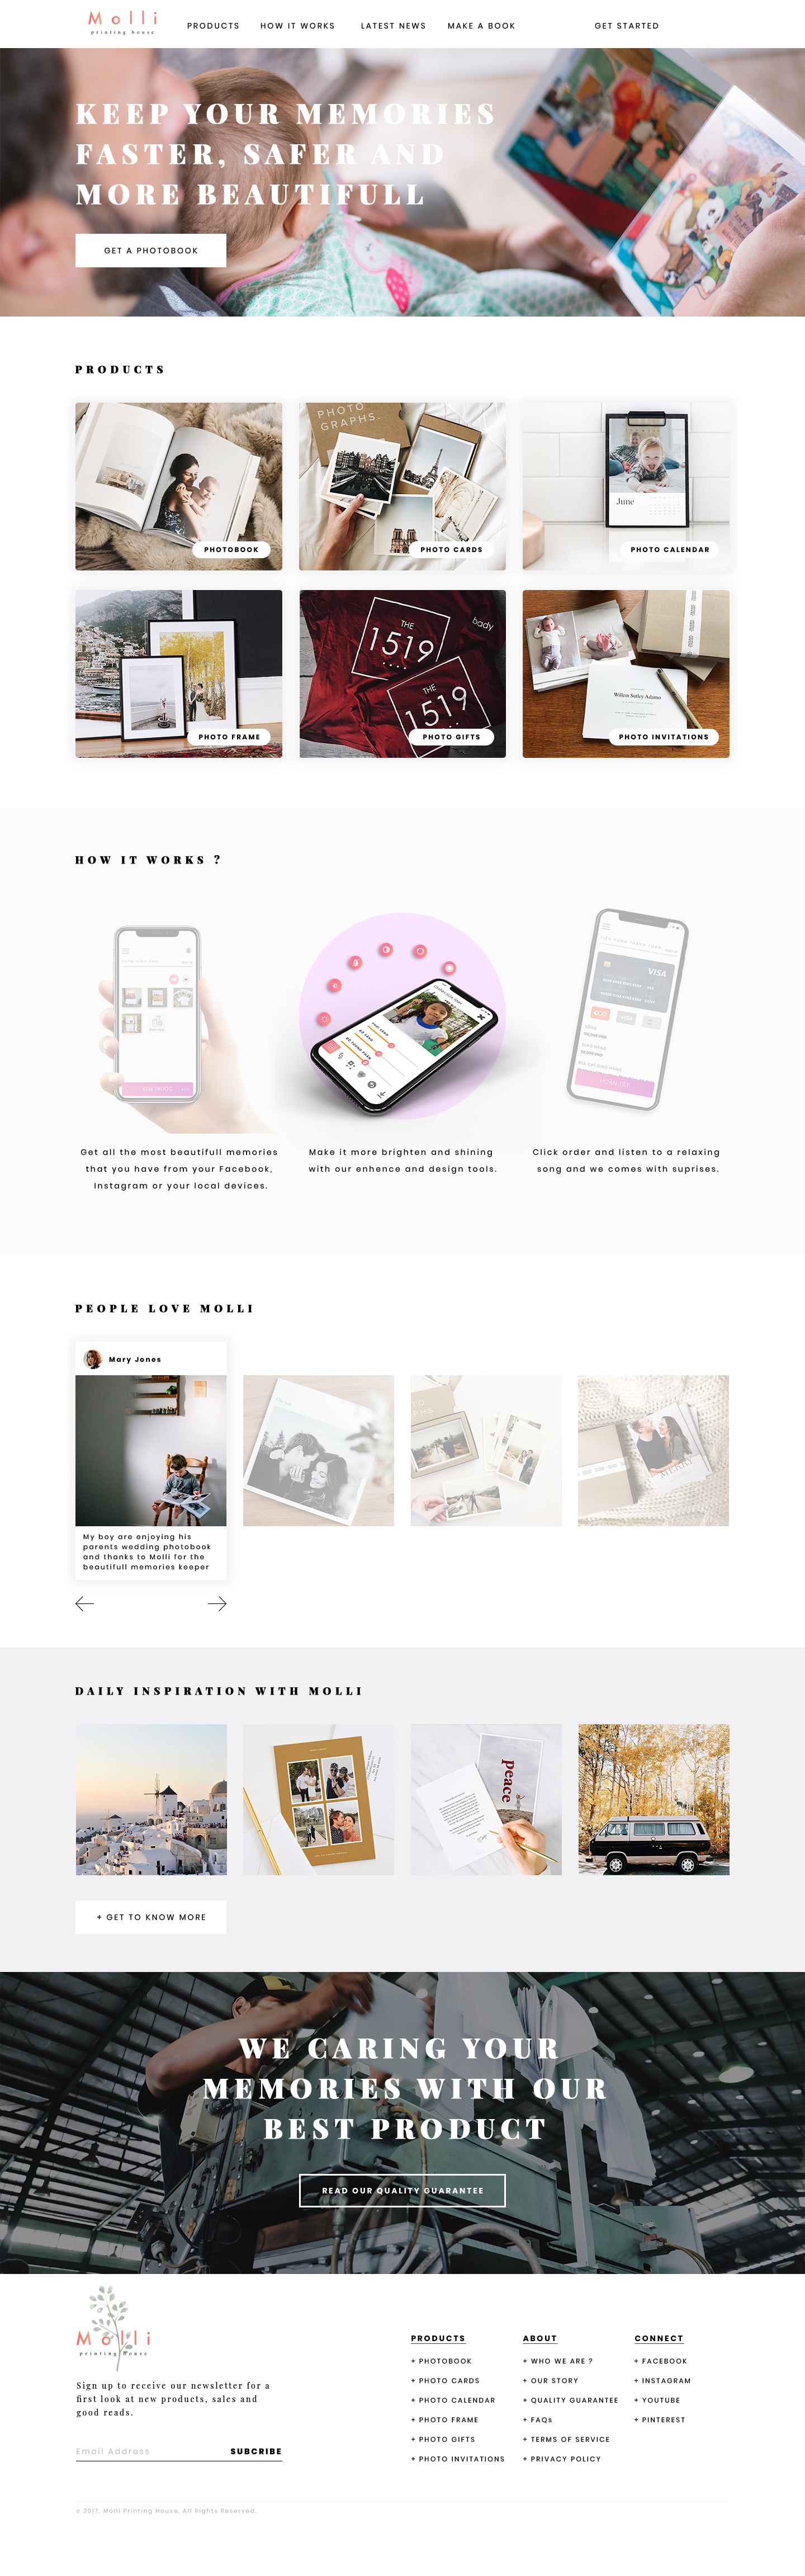 Molli
printing house
PRODUCTS HOW IT WORKS LATEST NEWS MAKE A BOOK GET STARTED
KEEP YOUR MEMORIES
FASTER, SAFER AND
MORE BEAUTIFULL
GET A PHOTOBOOK
PRODUCTS
PHOTO
GRAPHS
June
PHOTOBOOK
PHOTO CARDS
PHOTO CALENDAR
THE
1519
body
THE
1519
Willem Sutley Adamo
PHOTO FRAME
PHOTO GIFTS
PHOTO INVITATIONS
HOW IT WORKS ?
VISA
COD
VISA
HOÀN TẤT
Get all the most beautifull memories
that you have from your Facebook,
Instagram or your local devices.
Make it more brighten and shining
with our enhence and design tools.
Click order and listen to a relaxing
song and we comes with suprises.
PEOPLE LOVE MOLLI
Mary Jones
My boy are enjoying his
parents wedding photobook
and thanks to Molli for the
beautifull memories keeper
DAILY INSPIRATION WITH MOLLI
peace
+ GET TO KNOW MORE
WE CARING YOUR
MEMORIES WITH OUR
BEST PRODUCT
READ OUR QUALITY GUARANTEE
Molli
printing house
Sign up to receive our newsletter for a
first look at new products, sales and
good reads.
Email Address SUBCRIBE
PRODUCTS
+ PHOTOBOOK
+ PHOTO CARDS
+ PHOTO CALENDAR
+ PHOTO FRAME
+ PHOTO GIFTS
+ PHOTO INVITATIONS
ABOUT
+ WHO WE ARE ?
+ OUR STORY
+ QUALITY GUARANTEE
+ FAQs
+ TERMS OF SERVICE
+ PRIVACY POLICY
CONNECT
+ FACEBOOK
+ INSTAGRAM
+ YOUTUBE
+ PINTEREST
c 2017, Molli Printing House, All Rights Reserved.